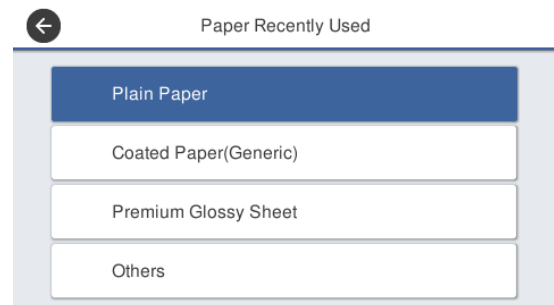 Paper Recently Used
Plain Paper
Coated Paper(Generic)
Premium Glossy Sheet
Others